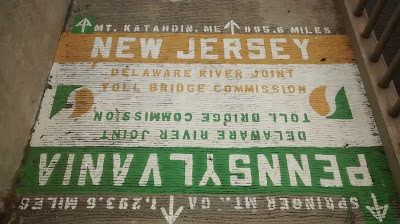 MT. KATAHDIN, ME 895.6 MILES
NEW JERSEY
DELAWARE RIVER JOINT
TOLL BRIDGE COMMISSION
DELAWARE RIVER JOINT
TOLL BRIDGE COMMISSION
PENNSYLVANIA
SPRINGER MT., GA 1,293.6 MILES